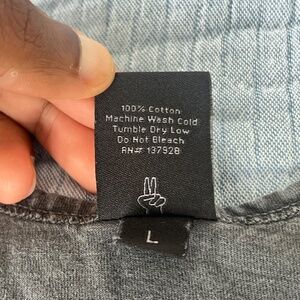 100% Cotton
Machine Wash Cold
Tumble Dry Low
Do Not Bleach
RN# 137928
L